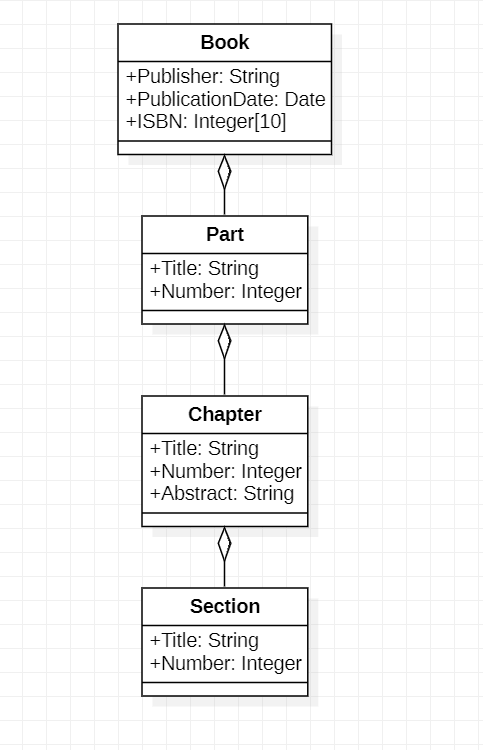 Book
+Publisher: String
+PublicationDate: Date
+ISBN: Integer[10]
Part
+Title: String
+Number: Integer
Chapter
+Title: String
+Number: Integer
+Abstract: String
Section
+Title: String
+Number: Integer